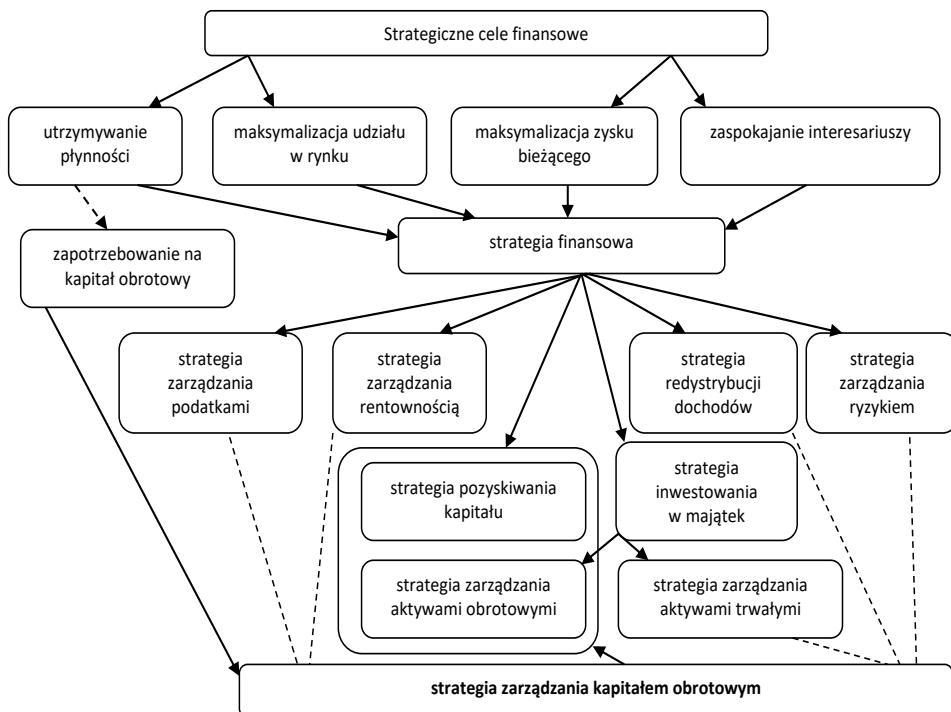 Strategiczne cele finansowe
utrzymywanie
płynności
maksymalizacja udziału
w rynku
maksymalizacja zysku
bieżącego
zaspokajanie interesariuszy
strategia finansowa
zapotrzebowanie na
kapitał obrotowy
strategia
zarządzania
podatkami
strategia
zarządzania
rentownością
strategia
redystrybucji
dochodów
strategia
zarządzania
ryzykiem
strategia pozyskiwania
kapitału
strategia
inwestowania
w majątek
strategia zarządzania
aktywami obrotowymi
strategia zarządzania
aktywami trwałymi
strategia zarządzania kapitałem obrotowym